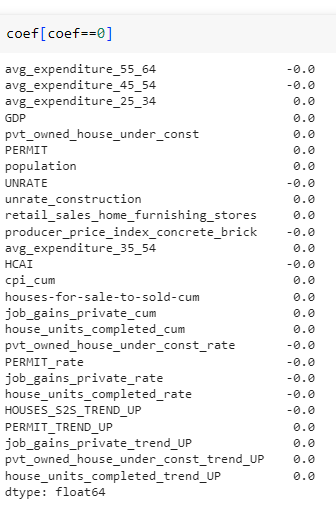 coef[coef==0]
avg_expenditure_55_64 -0.0
avg_expenditure_45_54 -0.0
avg_expenditure_25_34 0.0
GDP 0.0
pvt_owned_house_under_const 0.0
PERMIT 0.0
population 0.0
UNRATE -0.0
unrate_construction 0.0
retail_sales_home_furnishing_stores 0.0
producer_price_index_concrete_brick -0.0
avg_expenditure_35_54 0.0
HCAI -0.0
cpi_cum 0.0
houses-for-sale-to-sold-cum 0.0
job_gains_private_cum 0.0
house_units_completed_cum 0.0
pvt_owned_house_under_const_rate -0.0
PERMIT_rate -0.0
job_gains_private_rate -0.0
house_units_completed_rate -0.0
HOUSES_S2S_TREND_UP -0.0
PERMIT_TREND_UP 0.0
job_gains_private_trend_UP 0.0
pvt_owned_house_under_const_trend_UP 0.0
house_units_completed_trend_UP 0.0
dtype: float64